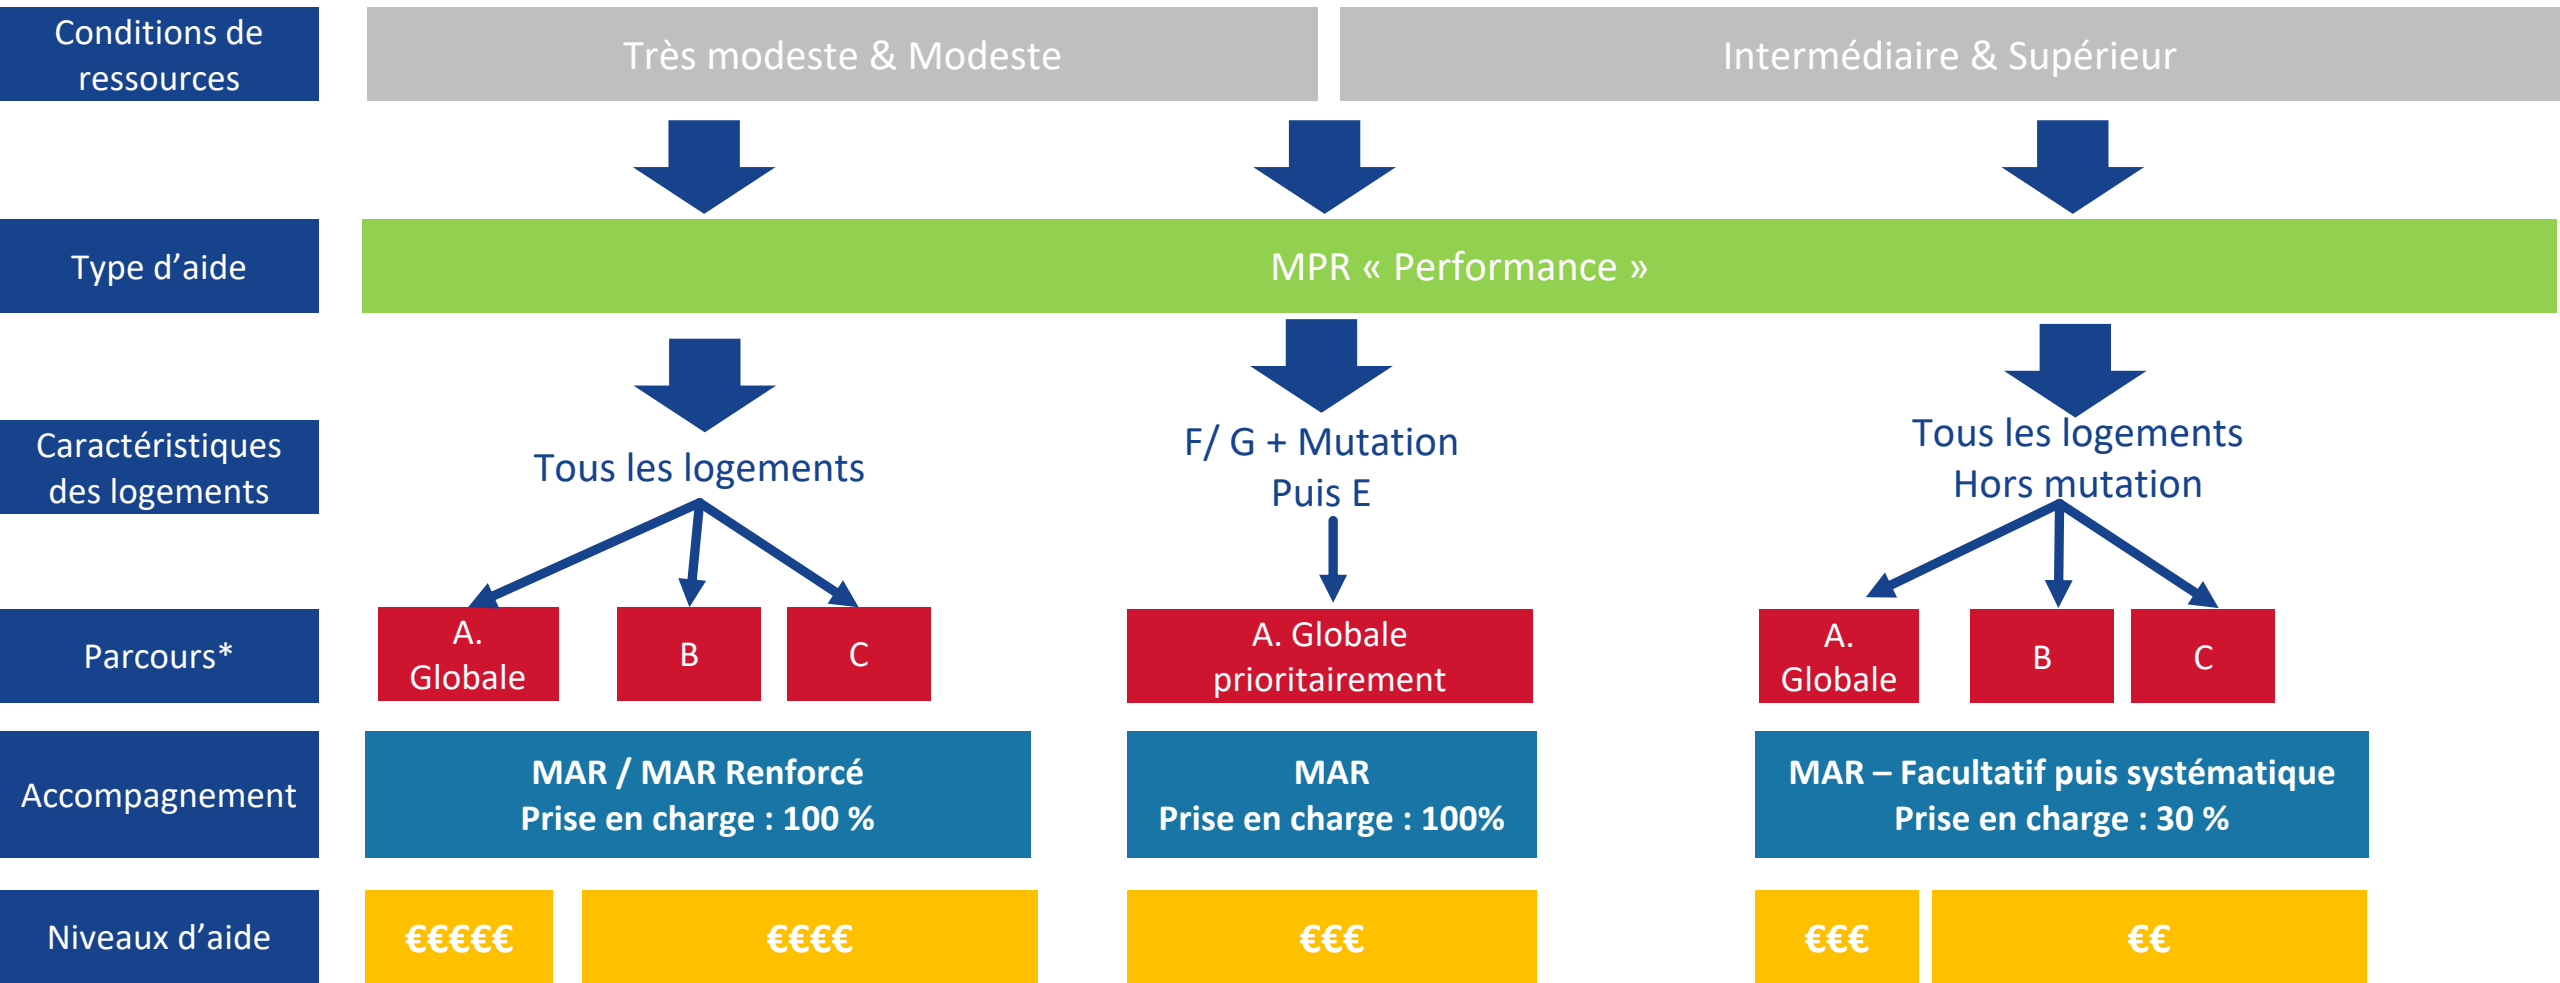 Conditions de
ressources
Très modeste & Modeste
Intermédiaire & Supérieur
Type d’aide
MPR « Performance »
Caractéristiques
des logements
Tous les logements
F/ G + Mutation
Puis E
Tous les logements
Hors mutation
Parcours*
A.
Globale
B
C
A. Globale
prioritairement
A.
Globale
B
C
Accompagnement
MAR / MAR Renforcé
Prise en charge : 100 %
MAR
Prise en charge : 100%
MAR – Facultatif puis systématique
Prise en charge : 30 %
Niveaux d’aide
€€€€€
€€€€
€€€
€€€
€€